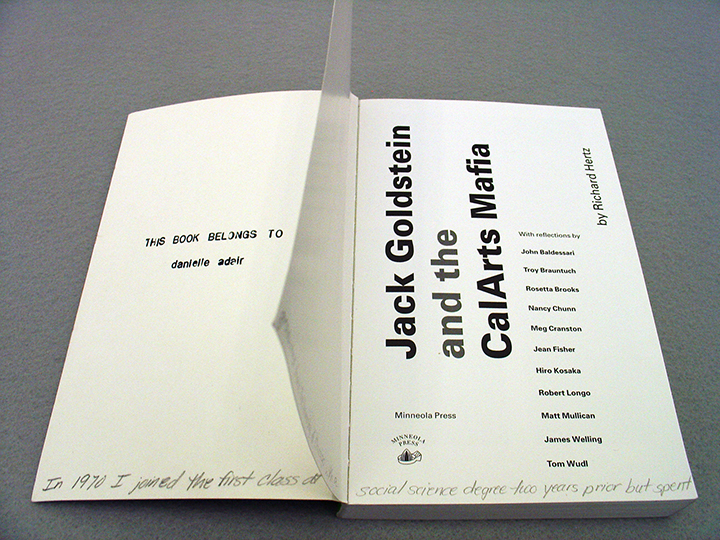 THIS BOOK BELONGS TO
danielle adair
In 1970 I joined the first class at
Jack Goldstein
and the
CalArts Mafia
by Richard Hertz
With reflections by
John Baldessari
Troy Brauntuch
Rosetta Brooks
Nancy Chunn
Meg Cranston
Jean Fisher
Hiro Kosaka
Robert Longo
Matt Mullican
James Welling
Tom Wudl
Minneola Press
MINNEOLA
PRESS
social science degree two years prior but spent